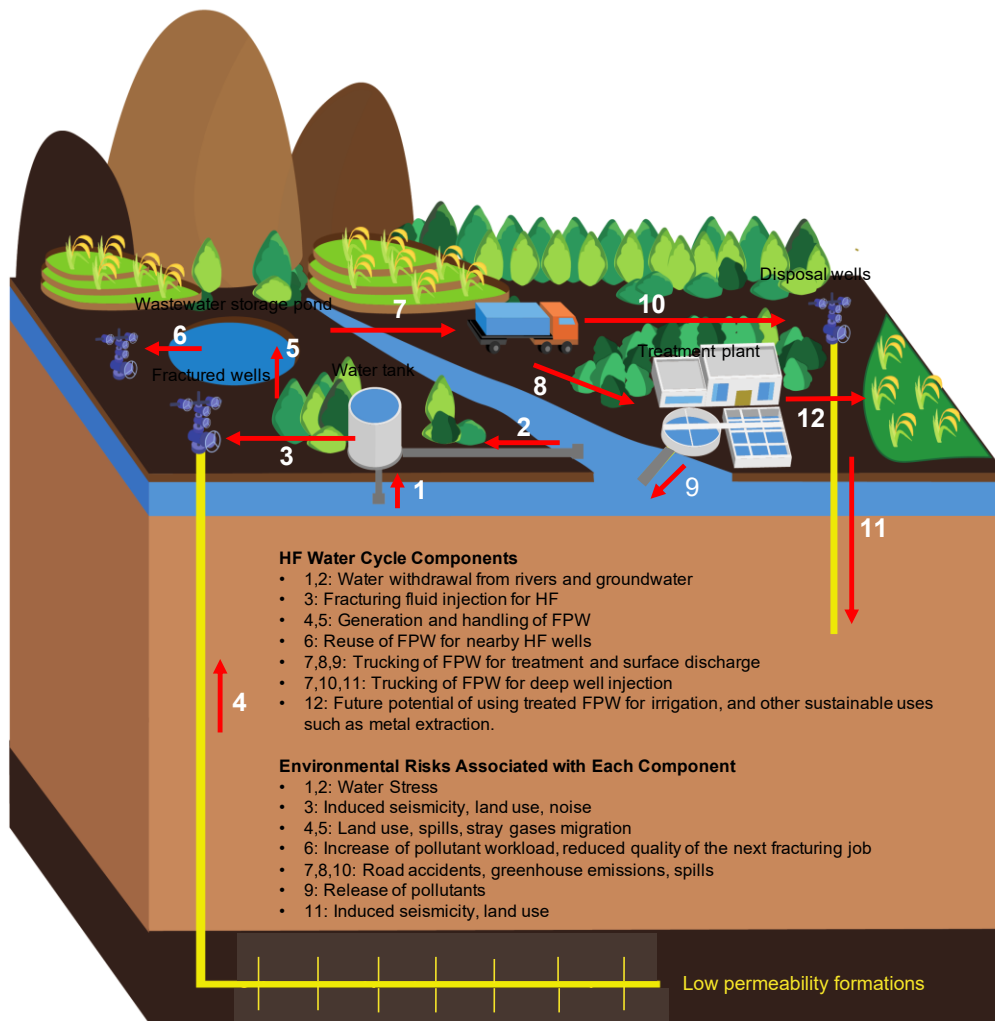 Disposal wells
10
Wastewater storage pond
7
6
5
Treatment plant
Water tank
Fractured wells
8
12
3
2
1
9
11
HF Water Cycle Components
• 1,2: Water withdrawal from rivers and groundwater
• 3: Fracturing fluid injection for HF
• 4,5: Generation and handling of FPW
• 6: Reuse of FPW for nearby HF wells
• 7,8,9: Trucking of FPW for treatment and surface discharge
• 7,10,11: Trucking of FPW for deep well injection
• 12: Future potential of using treated FPW for irrigation, and other sustainable uses
such as metal extraction.
4
Environmental Risks Associated with Each Component
• 1,2: Water Stress
• 3: Induced seismicity, land use, noise
• 4,5: Land use, spills, stray gases migration
• 6: Increase of pollutant workload, reduced quality of the next fracturing job
• 7,8,10: Road accidents, greenhouse emissions, spills
• 9: Release of pollutants
• 11: Induced seismicity, land use
Low permeability formations